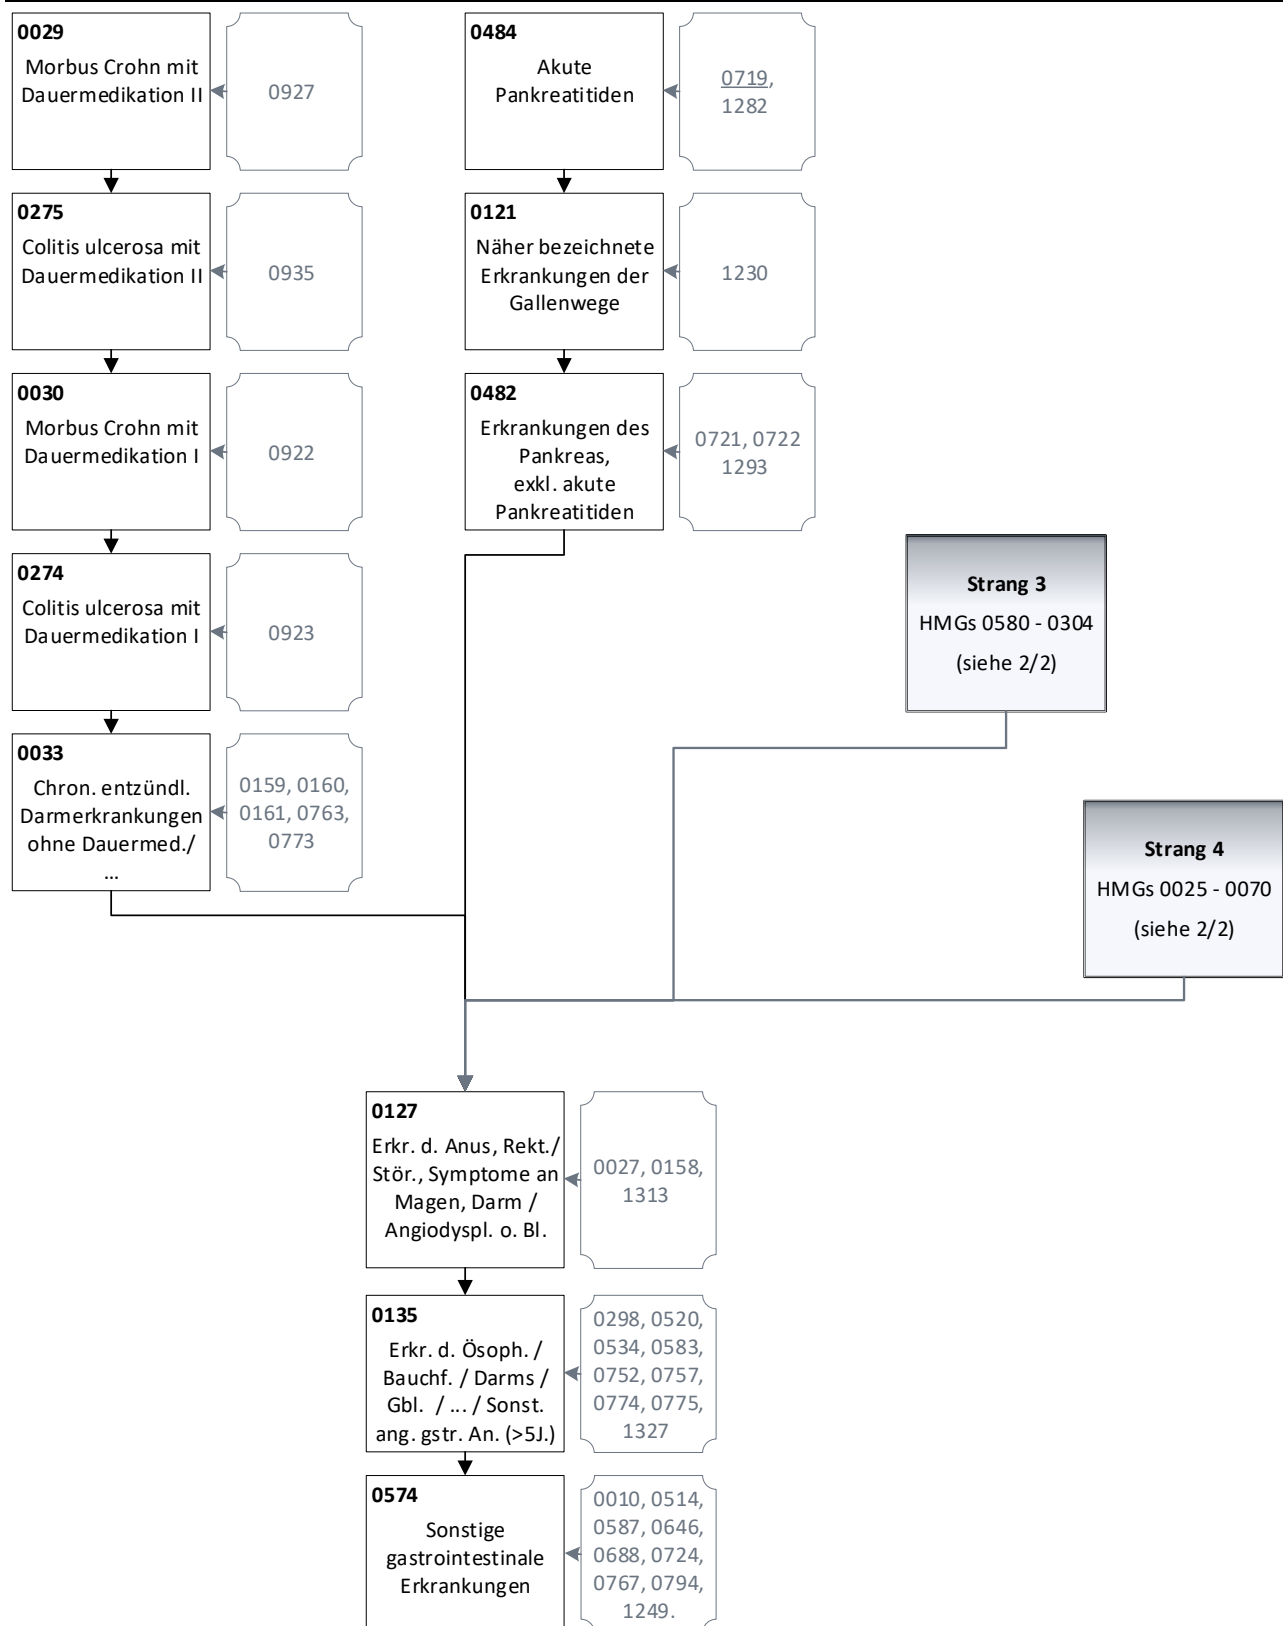 0029
Morbus Crohn mit
Dauermedikation II
0927
0275
Colitis ulcerosa mit
Dauermedikation II
0935
0030
Morbus Crohn mit
Dauermedikation I
0922
0274
Colitis ulcerosa mit
Dauermedikation I
0923
0033
Chron. entzündl.
Darmerkrankungen
ohne Dauermed./
...
0159, 0160,
0161, 0763,
0773
0484
Akute
Pankreatitiden
0719,
1282
0121
Näher bezeichnete
Erkrankungen der
Gallenwege
1230
0482
Erkrankungen des
Pankreas,
exkl. akute
Pankreatitiden
0721, 0722
1293
Strang 3
HMGs 0580 - 0304
(siehe 2/2)
Strang 4
HMGs 0025 - 0070
(siehe 2/2)
0127
Erkr. d. Anus, Rekt./
Stör., Symptome an
Magen, Darm /
Angiodyspl. o. Bl.
0027, 0158,
1313
0135
Erkr. d. Ösoph. /
Bauchf. / Darms /
Gbl. / ... / Sonst.
ang. gstr. An. (>5J.)
0298, 0520,
0534, 0583,
0752, 0757,
0774, 0775,
1327
0574
Sonstige
gastrointestinale
Erkrankungen
0010, 0514,
0587, 0646,
0688, 0724,
0767, 0794,
1249.